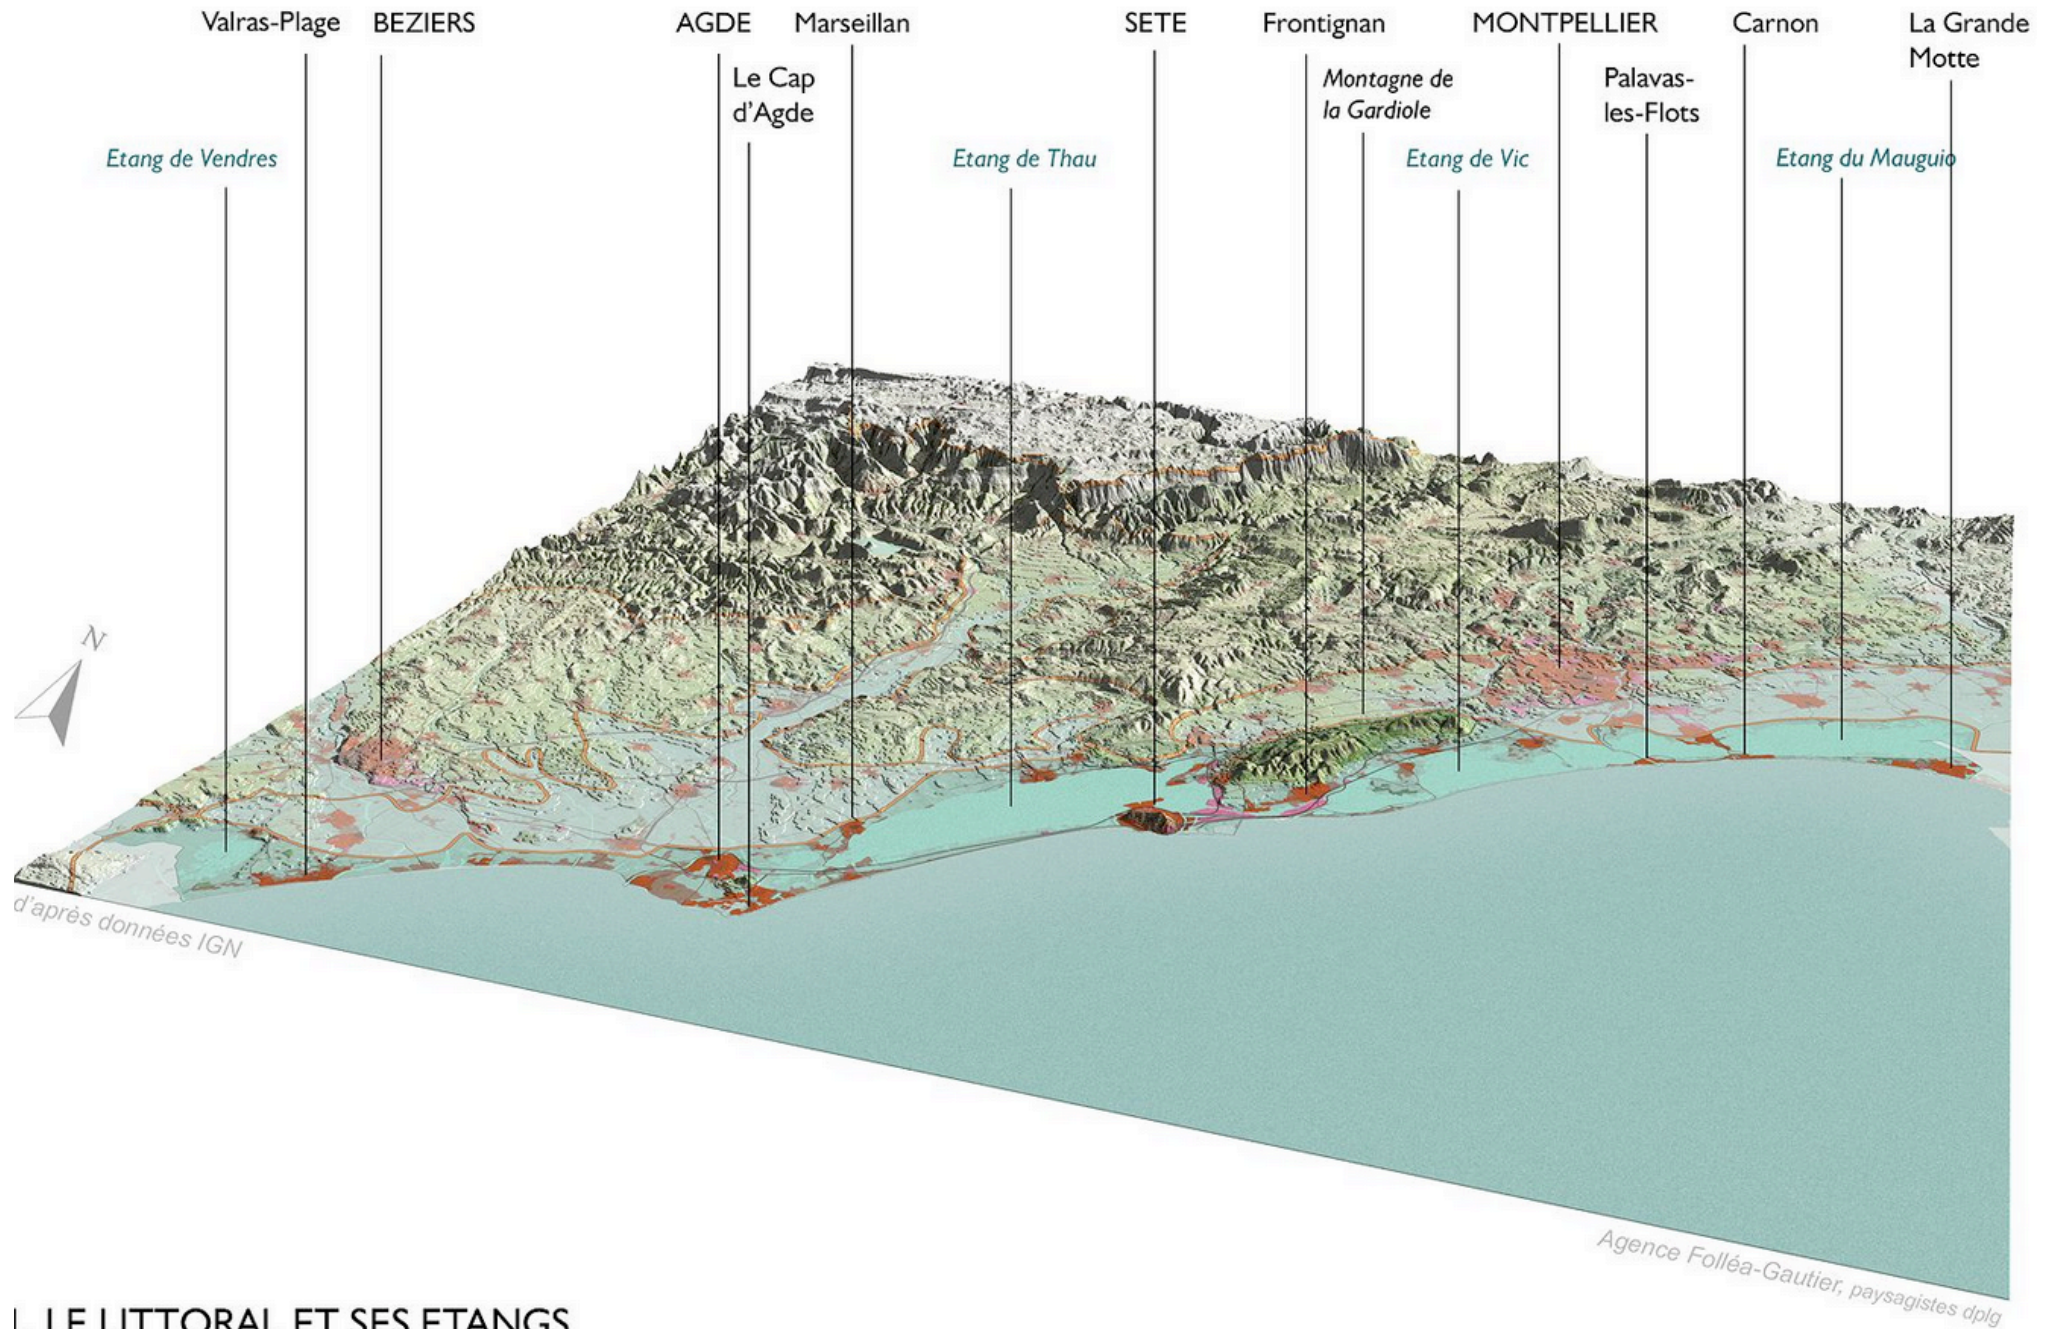 Valras-Plage
BEZIERS
AGDE
Marseillan
SETE
Frontignan
MONTPELLIER
Carnon
La Grande
Motte
Le Cap
d'Agde
Montagne de
la Gardiole
Palavas-
les-Flots
Etang de Vendres
Etang de Thau
Etang de Vic
Etang du Mauguio
N
d'après données IGN
Agence Folléa-Gautier, paysagistes dplg
LE LITTORAL ET SES ETANGS